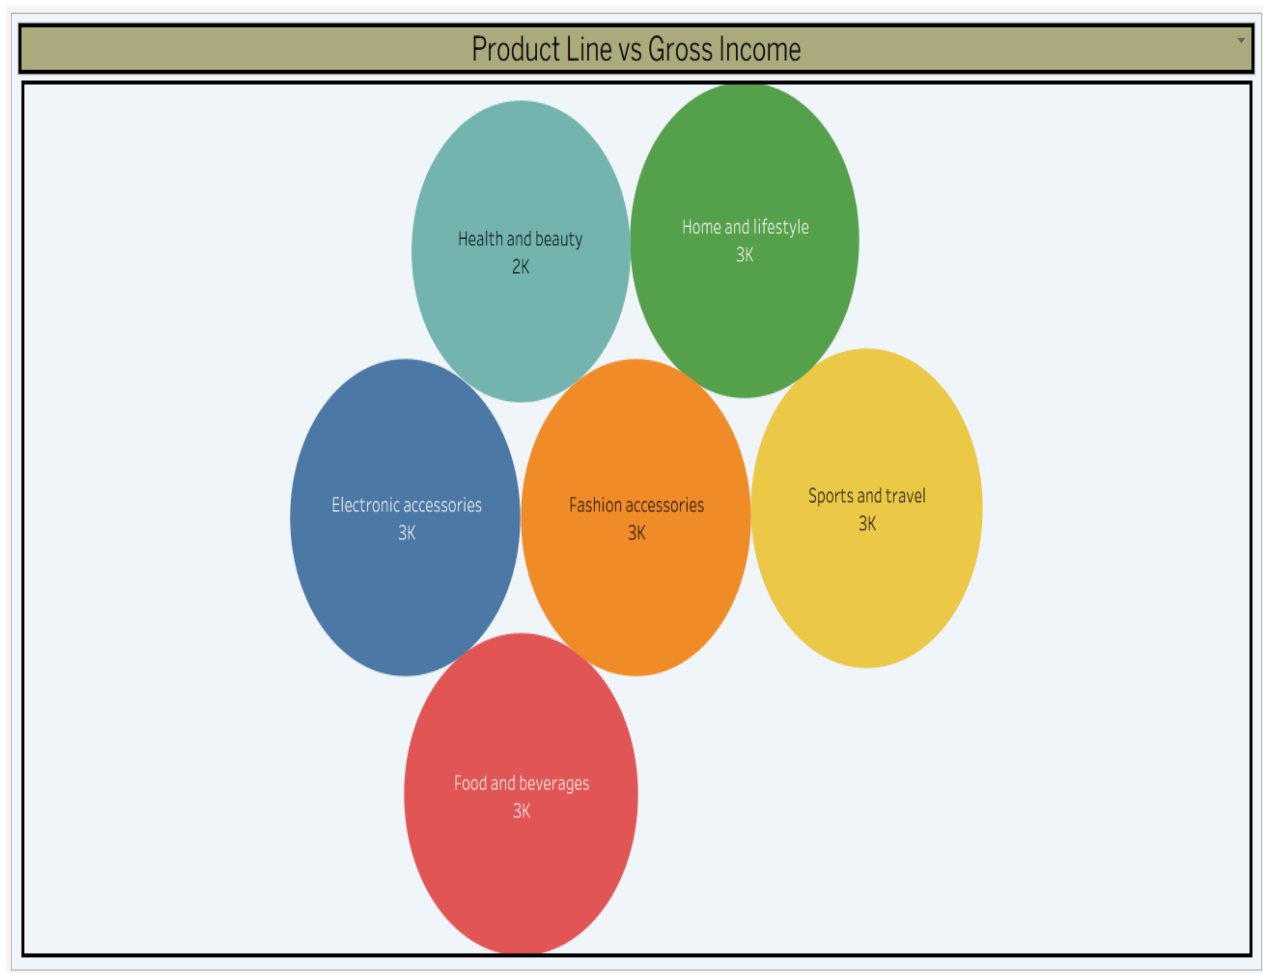 Product Line vs Gross Income
Health and beauty
2K
Home and lifestyle
3K
Electronic accessories
3K
Fashion accessories
3K
Sports and travel
3K
Food and beverages
3K